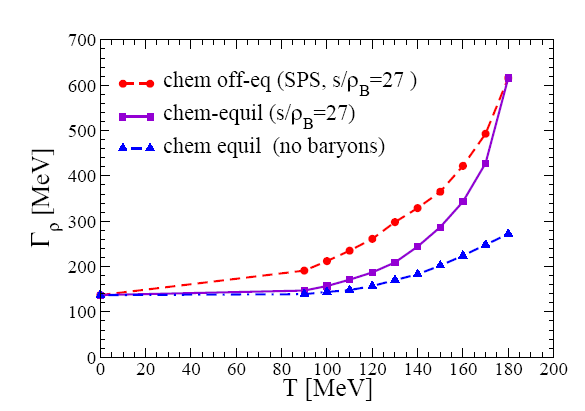 700
600
500
400
300
200
100
0
Γρ [MeV]
chem off-eq (SPS, s/ρB=27 )
chem-equil (s/ρB=27)
chem equil  (no baryons)
0 20 40 60 80 100 120 140 160 180 200
T [MeV]